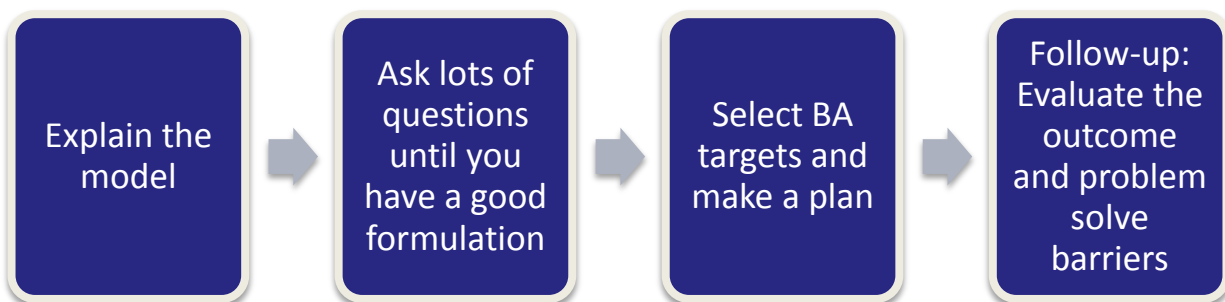 Explain the
model
Ask lots of
questions
until you
have a good
formulation
Select BA
targets and
make a plan
Follow-up:
Evaluate the
outcome
and problem
solve
barriers